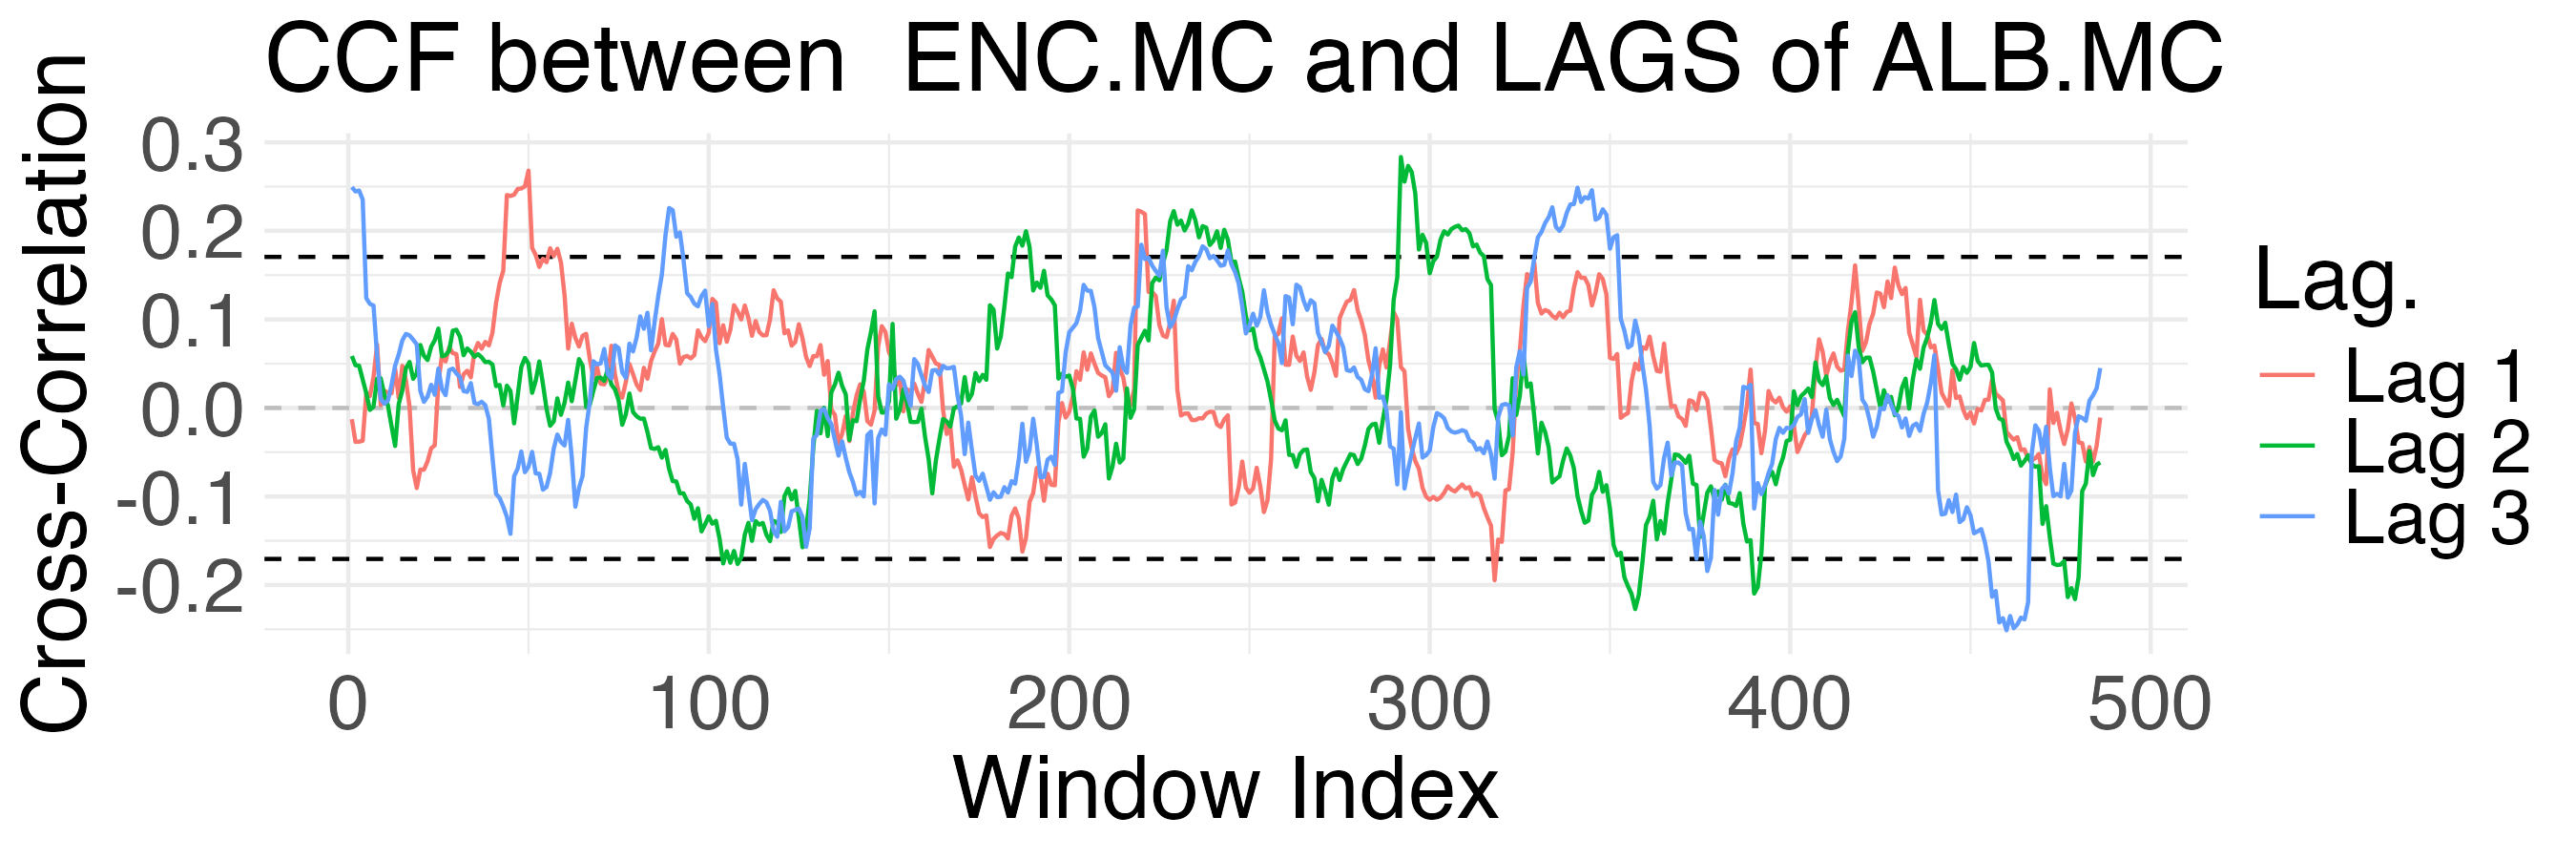 CCF between  ENC.MC and LAGS of ALB.MC
Cross-Correlation
0.3
0.2
0.1
0.0
-0.1
-0.2
0 100 200 300 400 500
Window Index
Lag.
Lag 1
Lag 2
Lag 3